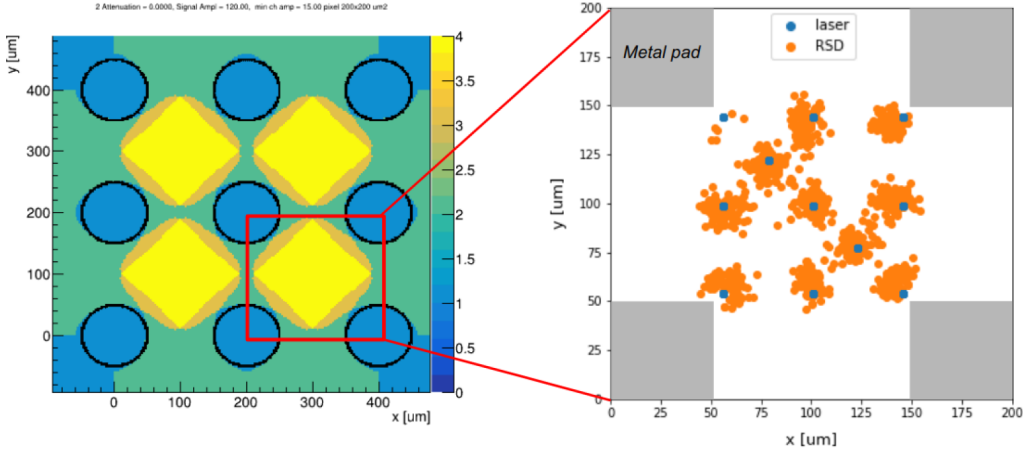 2 Attenuation = 0.0000, Signal Ampl = 120.00, min ch amp = 15.00 pixel 200x200 um2
y [um]
400
300
200
100
0
0 100 200 300 400
x [um]
4
3.5
3
2.5
2
1.5
1
0.5
0
laser
RSD
Metal pad
y [um]
200
175
150
125
100
75
50
25
0
0 25 50 75 100 125 150 175 200
x [um]